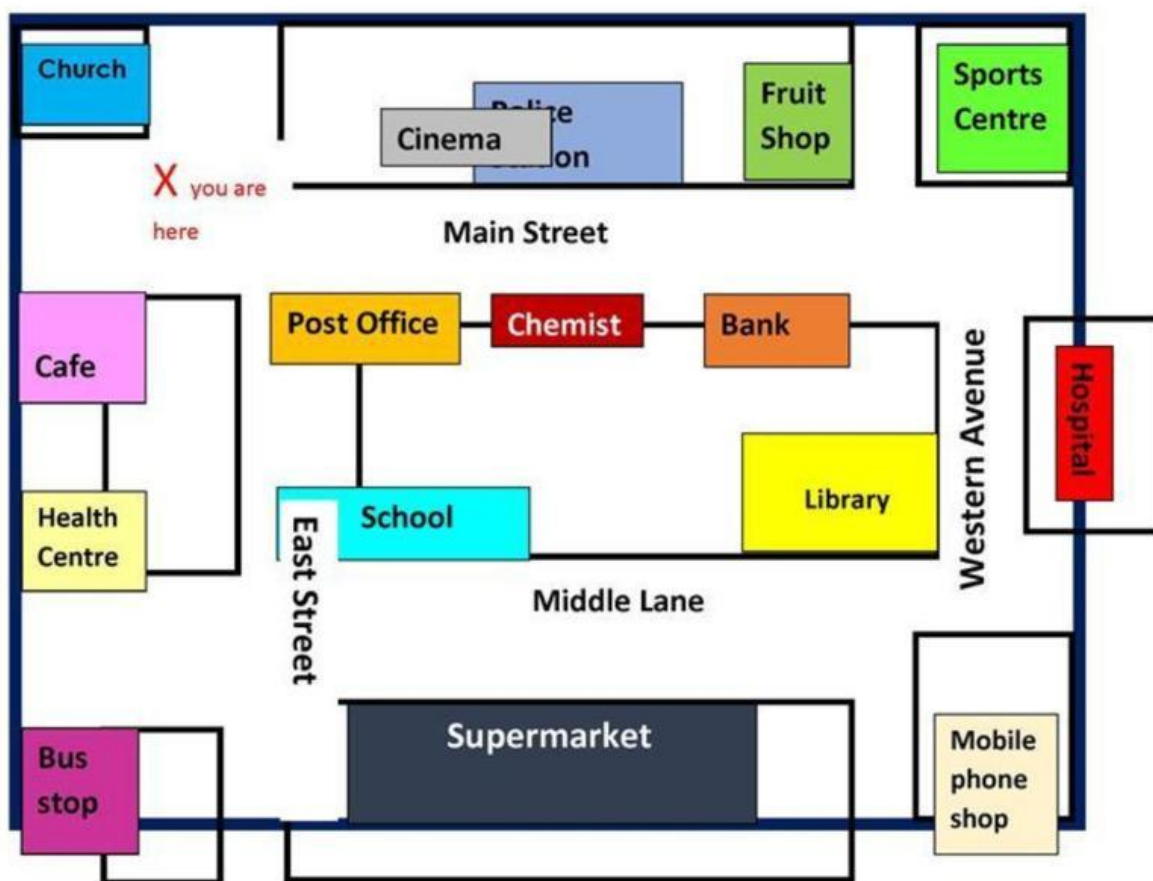 Church
Police
Station
Cinema
Fruit
Shop
Sports
Centre
X you are
here
Main Street
Cafe
Post Office
Chemist
Bank
Western Avenue
Hospital
Health
Centre
School
East Street
Library
Middle Lane
Bus
stop
Supermarket
Mobile
phone
shop